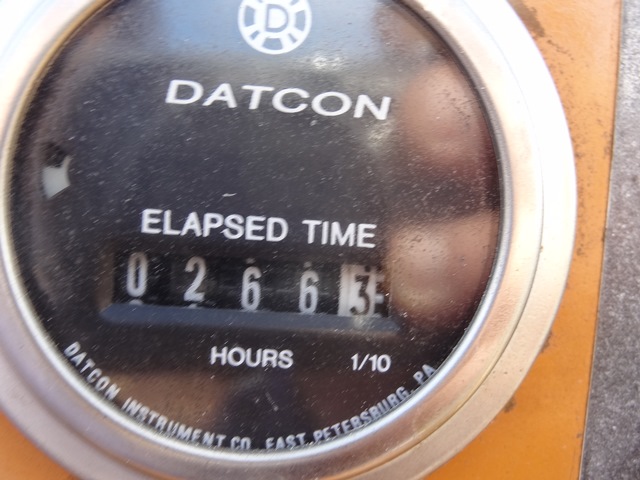 D
DATCON
ELAPSED TIME
0 2 6 6 3
HOURS 1/10
DATCON INSTRUMENT CO. EAST PETERSBURG, PA.